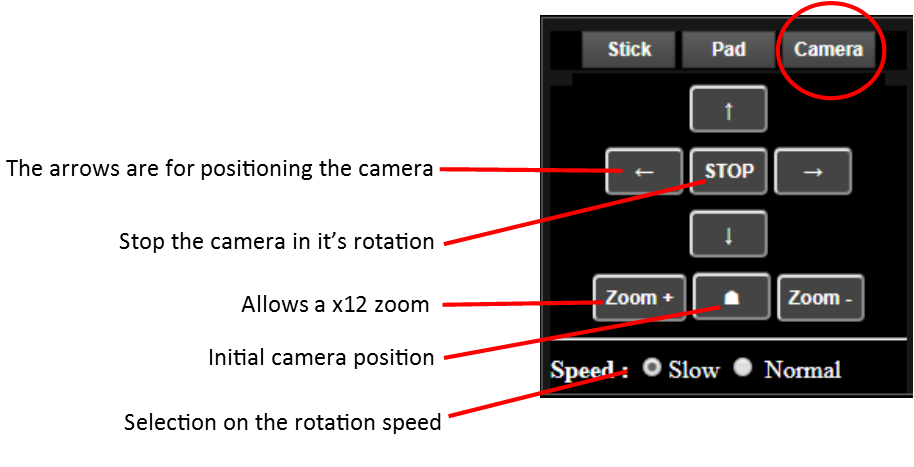 Stick Pad Camera
↑
The arrows are for positioning the camera
← STOP →
Stop the camera in it’s rotation
↓
Allows a x12 zoom
Zoom + Zoom -
Initial camera position
Speed : Slow Normal
Selection on the rotation speed